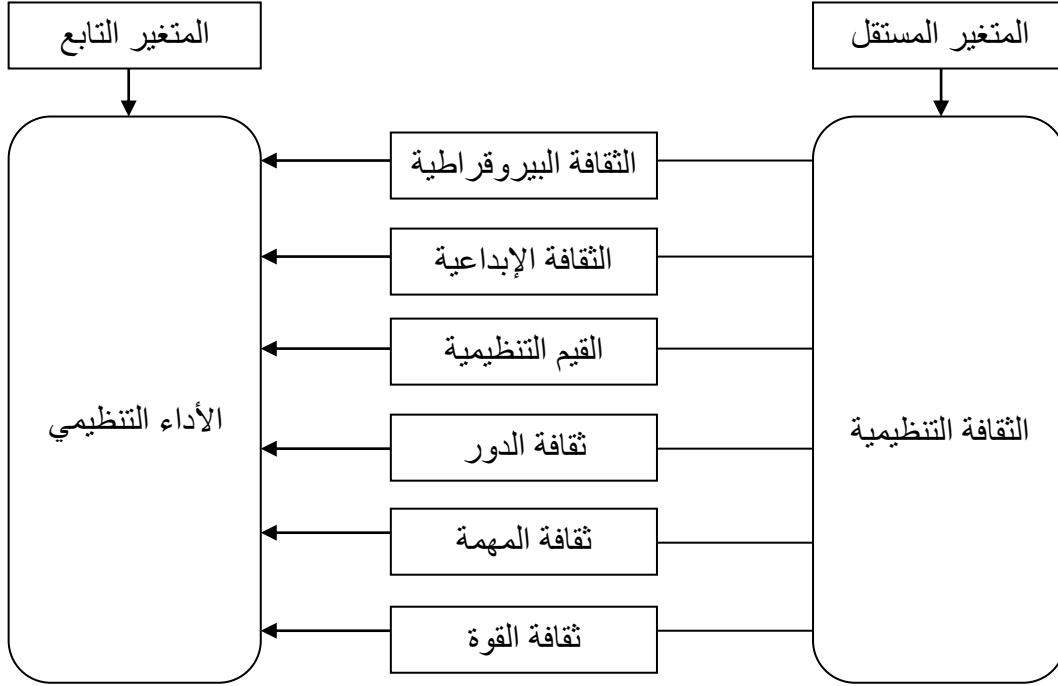 المتغير المستقل
المتغير التابع
الثقافة البيروقراطية
الثقافة الإبداعية
القيم التنظيمية
الثقافة التنظيمية
الأداء التنظيمي
ثقافة الدور
ثقافة المهمة
ثقافة القوة